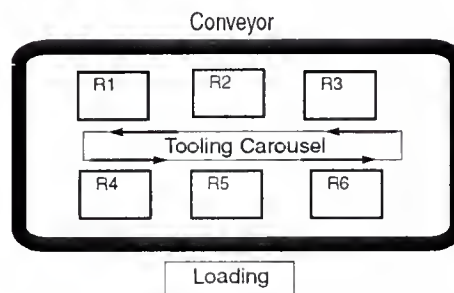 Conveyor
R1 R2 R3
Tooling Carousel
R4 R5 R6
Loading